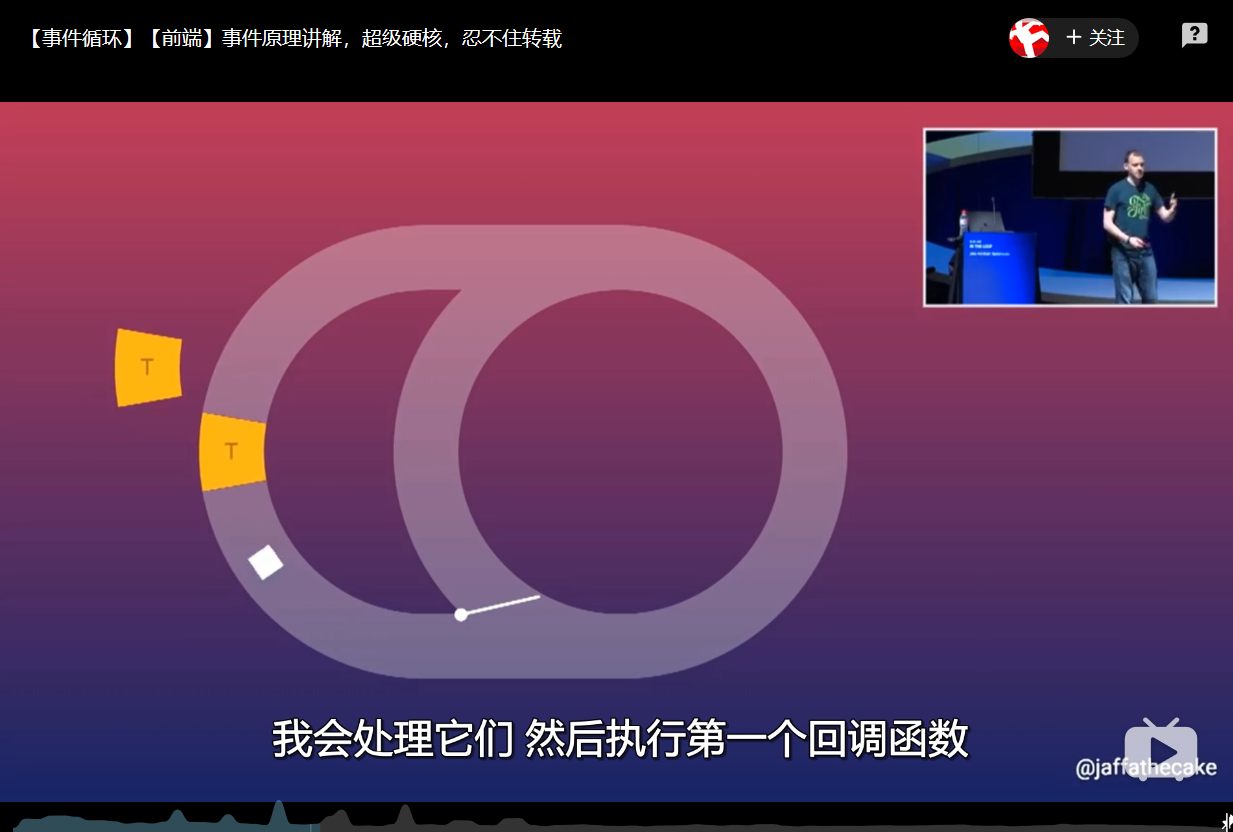 【事件循环】【前端】事件原理讲解，超级硬核，忍不住转载
+ 关注
?
T
T
我会处理它们 然后执行第一个回调函数
@jaffathecake